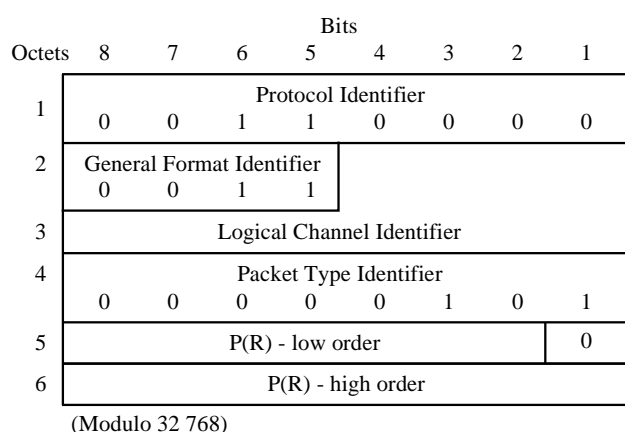 Bits
Octets 8 7 6 5 4 3 2 1
1 Protocol Identifier
0 0 1 1 0 0 0 0
2 General Format Identifier
0 0 1 1
3 Logical Channel Identifier
4 Packet Type Identifier
0 0 0 0 0 1 0 1
5 P(R) - low order 0
6 P(R) - high order
(Modulo 32 768)